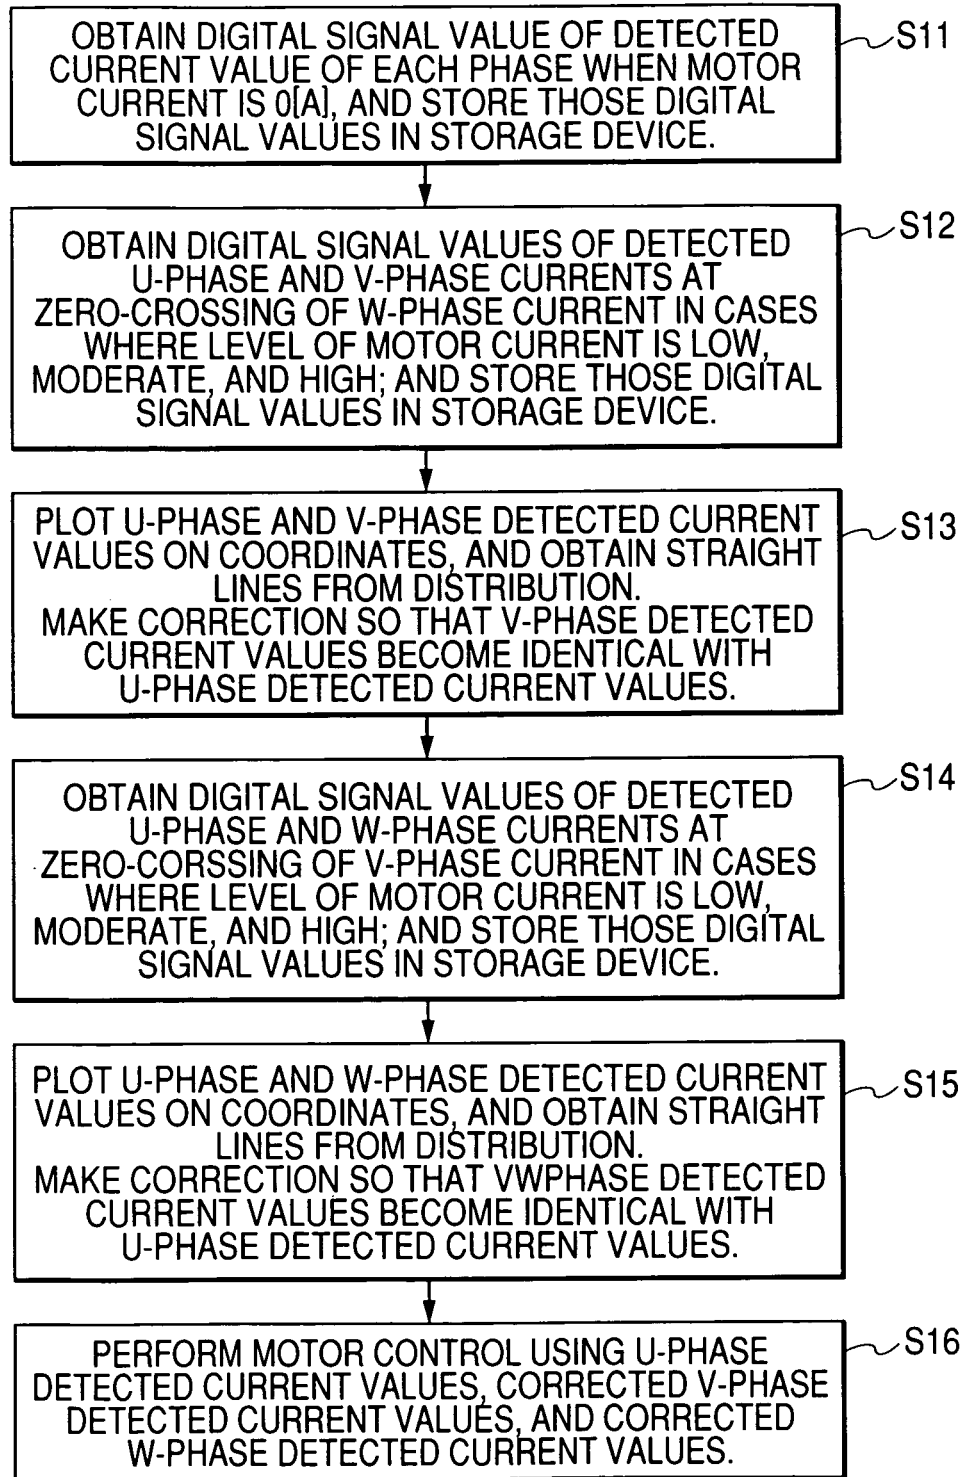 OBTAIN DIGITAL SIGNAL VALUE OF DETECTED
CURRENT VALUE OF EACH PHASE WHEN MOTOR
CURRENT IS 0[A], AND STORE THOSE DIGITAL
SIGNAL VALUES IN STORAGE DEVICE.
S11
OBTAIN DIGITAL SIGNAL VALUES OF DETECTED
U-PHASE AND V-PHASE CURRENTS AT
ZERO-CROSSING OF W-PHASE CURRENT IN CASES
WHERE LEVEL OF MOTOR CURRENT IS LOW,
MODERATE, AND HIGH; AND STORE THOSE DIGITAL
SIGNAL VALUES IN STORAGE DEVICE.
S12
PLOT U-PHASE AND V-PHASE DETECTED CURRENT
VALUES ON COORDINATES, AND OBTAIN STRAIGHT
LINES FROM DISTRIBUTION.
MAKE CORRECTION SO THAT V-PHASE DETECTED
CURRENT VALUES BECOME IDENTICAL WITH
U-PHASE DETECTED CURRENT VALUES.
S13
OBTAIN DIGITAL SIGNAL VALUES OF DETECTED
U-PHASE AND W-PHASE CURRENTS AT
ZERO-CORSSING OF V-PHASE CURRENT IN CASES
WHERE LEVEL OF MOTOR CURRENT IS LOW,
MODERATE, AND HIGH; AND STORE THOSE DIGITAL
SIGNAL VALUES IN STORAGE DEVICE.
S14
PLOT U-PHASE AND W-PHASE DETECTED CURRENT
VALUES ON COORDINATES, AND OBTAIN STRAIGHT
LINES FROM DISTRIBUTION.
MAKE CORRECTION SO THAT VWPHASE DETECTED
CURRENT VALUES BECOME IDENTICAL WITH
U-PHASE DETECTED CURRENT VALUES.
S15
PERFORM MOTOR CONTROL USING U-PHASE
DETECTED CURRENT VALUES, CORRECTED V-PHASE
DETECTED CURRENT VALUES, AND CORRECTED
W-PHASE DETECTED CURRENT VALUES.
S16